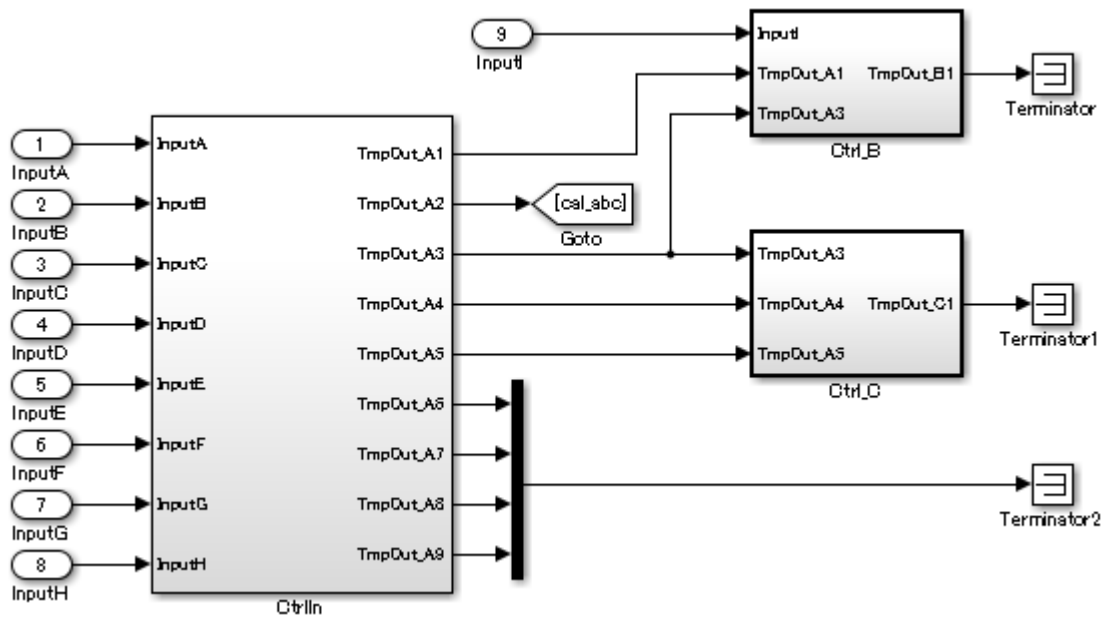 9
InputI
InputI
TmpOut_A1
TmpOut_A3
TmpOut_B1
Ctrl_B
Terminator
1
InputA
2
InputB
3
InputC
4
InputD
5
InputE
6
InputF
7
InputG
8
InputH
InputA
InputB
InputC
InputD
InputE
InputF
InputG
InputH
TmpOut_A1
TmpOut_A2
TmpOut_A3
TmpOut_A4
TmpOut_A5
TmpOut_A6
TmpOut_A7
TmpOut_A8
TmpOut_A9
CtrlIn
[cal_abc]
Goto
TmpOut_A3
TmpOut_A4
TmpOut_A5
TmpOut_C1
Ctrl_C
Terminator1
Terminator2